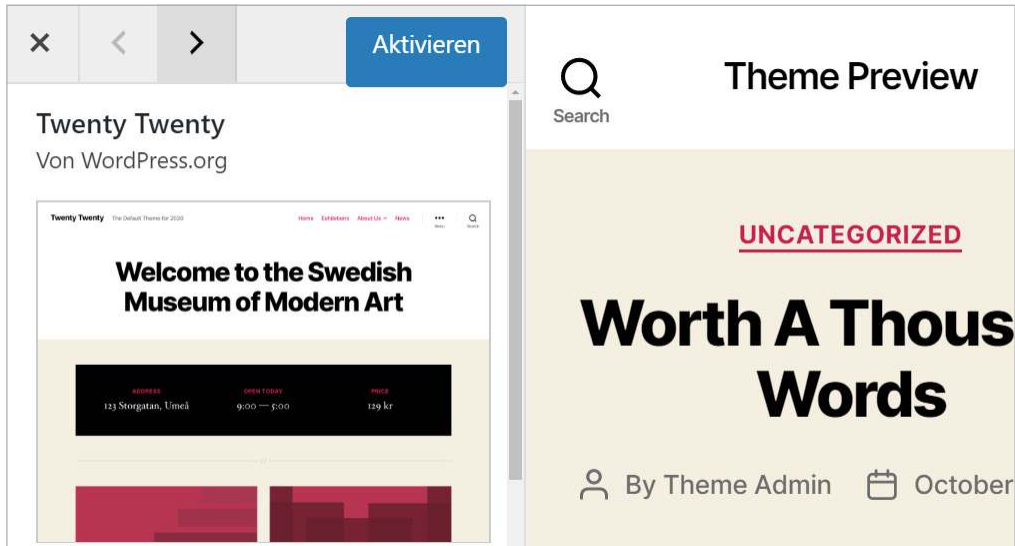 Aktivieren
Twenty Twenty
Von WordPress.org
Twenty Twenty The Default Theme for 2020 Home Exhibitions About Us News Menu Search
Welcome to the Swedish
Museum of Modern Art
ADDRESS OPEN TODAY PRICE
123 Storgatan, Umeå 9:00 — 5:00 129 kr
Search
Theme Preview
UNCATEGORIZED
Worth A Thous
Words
By Theme Admin October